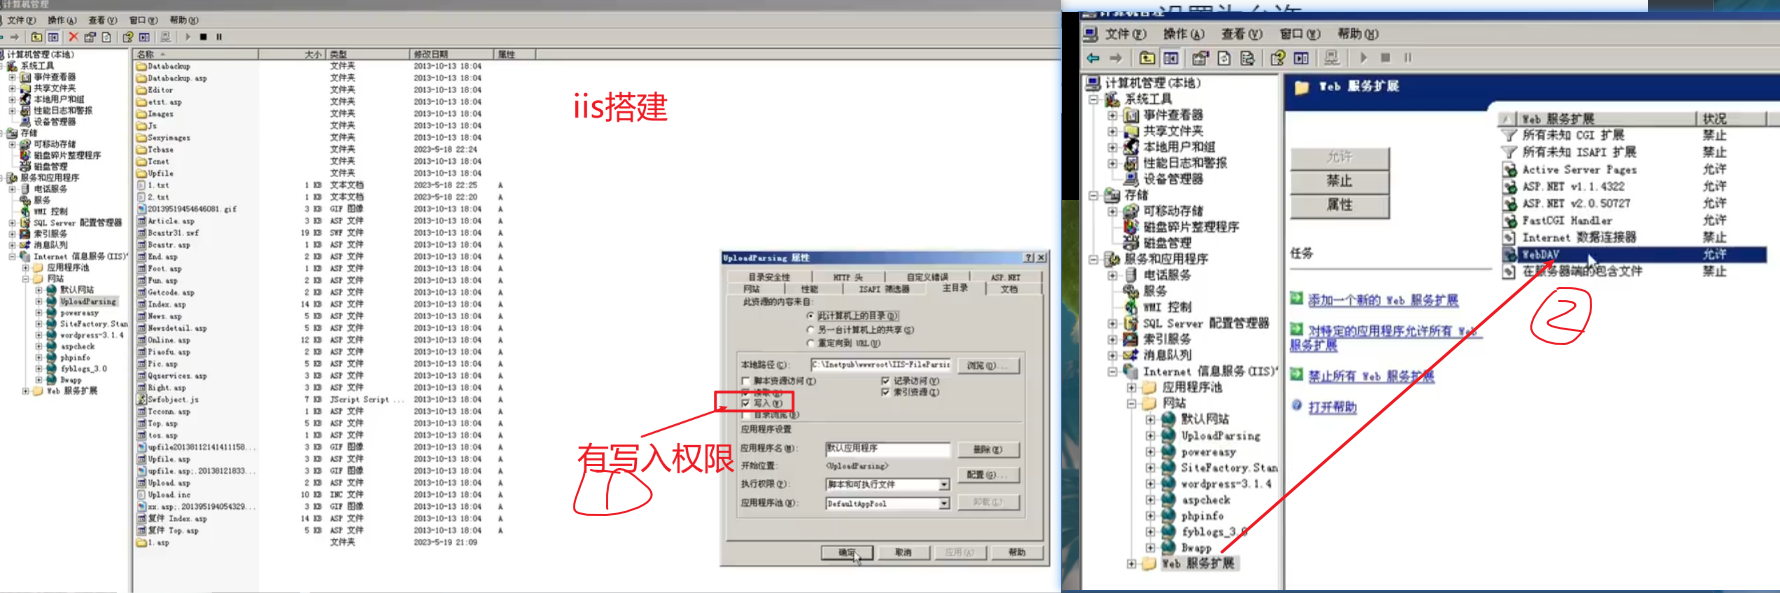 计算机管理
文件(F) 操作(A) 查看(V) 窗口(W) 帮助(H)
计算机管理(本地)
系统工具
事件查看器
共享文件夹
本地用户和组
性能日志和警报
设备管理器
存储
可移动存储
磁盘碎片整理程序
磁盘管理
服务和应用程序
电话服务
服务
WMI 控制
SQL Server 配置管理器
索引服务
消息队列
Internet 信息服务(IIS)
应用程序池
网站
默认网站
UploadParsing
powereasy
SiteFactory.Stan
wordpress-3.1.4
aspcheck
phpinfo
fyblogs_3.0
Bwapp
Web 服务扩展
名称 大小 类型 修改日期 属性
Databackup 文件夹 2013-10-13 18:04
Databackup.asp 文件夹 2013-10-13 18:04
Editor 文件夹 2013-10-13 18:04
etst.asp 文件夹 2013-10-13 18:04
Images 文件夹 2013-10-13 18:04
Js 文件夹 2013-10-13 18:04
Sexyimages 文件夹 2013-10-13 18:04
Tcbase 文件夹 2023-5-18 22:24
Tcnet 文件夹 2013-10-13 18:04
Upfile 文件夹 2013-10-13 18:04
1.txt 1 KB 文本文档 2023-5-18 22:25 A
2.txt 1 KB 文本文档 2023-5-18 22:20 A
20139519454646081.gif 3 KB GIF 图像 2013-10-13 18:04 A
Article.asp 3 KB ASP 文件 2013-10-13 18:04 A
Bcastr31.swf 19 KB SWF 文件 2013-10-13 18:04 A
Bcastr.asp 1 KB ASP 文件 2013-10-13 18:04 A
End.asp 2 KB ASP 文件 2013-10-13 18:04 A
Foot.asp 1 KB ASP 文件 2013-10-13 18:04 A
Fun.asp 2 KB ASP 文件 2013-10-13 18:04 A
Getcode.asp 2 KB ASP 文件 2013-10-13 18:04 A
Index.asp 14 KB ASP 文件 2013-10-13 18:04 A
News.asp 5 KB ASP 文件 2013-10-13 18:04 A
Newsdetail.asp 5 KB ASP 文件 2013-10-13 18:04 A
Online.asp 12 KB ASP 文件 2013-10-13 18:04 A
Piaofu.asp 2 KB ASP 文件 2013-10-13 18:04 A
Pic.asp 5 KB ASP 文件 2013-10-13 18:04 A
Qqservices.asp 3 KB ASP 文件 2013-10-13 18:04 A
Right.asp 3 KB ASP 文件 2013-10-13 18:04 A
Swfobject.js 7 KB JScript Script ... 2013-10-13 18:04 A
Tcconn.asp 1 KB ASP 文件 2013-10-13 18:04 A
Top.asp 5 KB ASP 文件 2013-10-13 18:04 A
tos.asp 1 KB ASP 文件 2013-10-13 18:04 A
upfile20138112141411158... 3 KB GIF 图像 2013-10-13 18:04 A
Upfile.asp 3 KB ASP 文件 2013-10-13 18:04 A
upfile.asp;.20138121833... 3 KB GIF 图像 2013-10-13 18:04 A
Upload.asp 2 KB ASP 文件 2013-10-13 18:04 A
Upload.inc 10 KB INC 文件 2013-10-13 18:04 A
xx.asp;.201395194054329... 3 KB GIF 图像 2013-10-13 18:04 A
复件 Index.asp 14 KB ASP 文件 2013-10-13 18:04 A
复件 Top.asp 5 KB ASP 文件 2013-10-13 18:04 A
1.asp 文件夹 2023-5-19 21:09
iis搭建
有写入权限
1
UploadParsing 属性
目录安全性 HTTP 头 自定义错误 ASP.NET
网站 性能 ISAPI 筛选器 主目录 文档
此资源的内容来自:
此计算机上的目录(D)
另一台计算机上的共享(S)
重定向到 URL(U)
本地路径(C): C:\Inetpub\wwwroot\IIS-FileParsin 浏览(O)...
脚本资源访问(T) 记录访问(V)
读取(R) 索引资源(I)
写入(W)
目录浏览(B)
应用程序设置
应用程序名(M): 默认应用程序 删除(E)
开始位置: <UploadParsing>
配置(G)...
执行权限(P): 脚本和可执行文件
应用程序池(N): DefaultAppPool 卸载(L)
确定 取消 应用(A) 帮助
设置为允许
计算机管理
文件(F) 操作(A) 查看(V) 窗口(W) 帮助(H)
计算机管理(本地)
系统工具
事件查看器
共享文件夹
本地用户和组
性能日志和警报
设备管理器
存储
可移动存储
磁盘碎片整理程序
磁盘管理
服务和应用程序
电话服务
服务
WMI 控制
SQL Server 配置管理器
索引服务
消息队列
Internet 信息服务(IIS)
应用程序池
网站
默认网站
UploadParsing
powereasy
SiteFactory.Stan
wordpress-3.1.4
aspcheck
phpinfo
fyblogs_3.0
Bwapp
Web 服务扩展
Web 服务扩展
允许
禁止
属性
任务
添加一个新的 Web 服务扩展
对特定的应用程序允许所有 Web
服务扩展
禁止所有 Web 服务扩展
打开帮助
Web 服务扩展 状况
所有未知 CGI 扩展 禁止
所有未知 ISAPI 扩展 禁止
Active Server Pages 允许
ASP.NET v1.1.4322 允许
ASP.NET v2.0.50727 允许
FastCGI Handler 允许
Internet 数据连接器 禁止
WebDAV 允许
在服务器端的包含文件 禁止
2